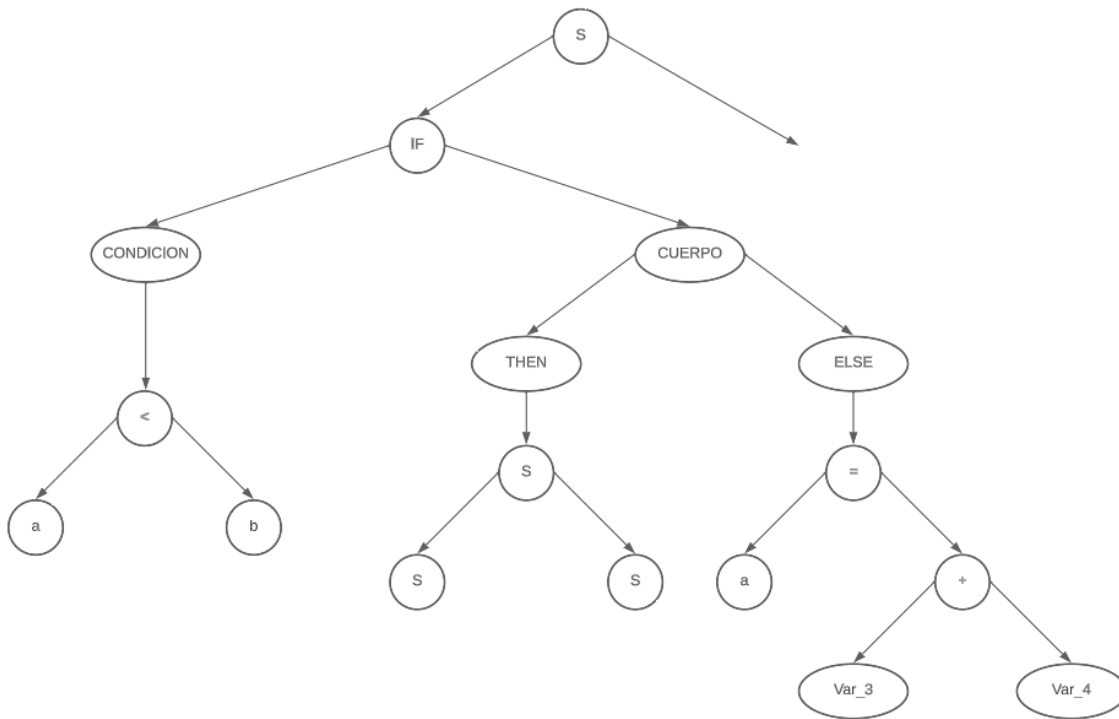 S
IF
CONDICION
CUERPO
THEN
ELSE
<
S
=
a
b
S
S
a
+
Var_3
Var_4